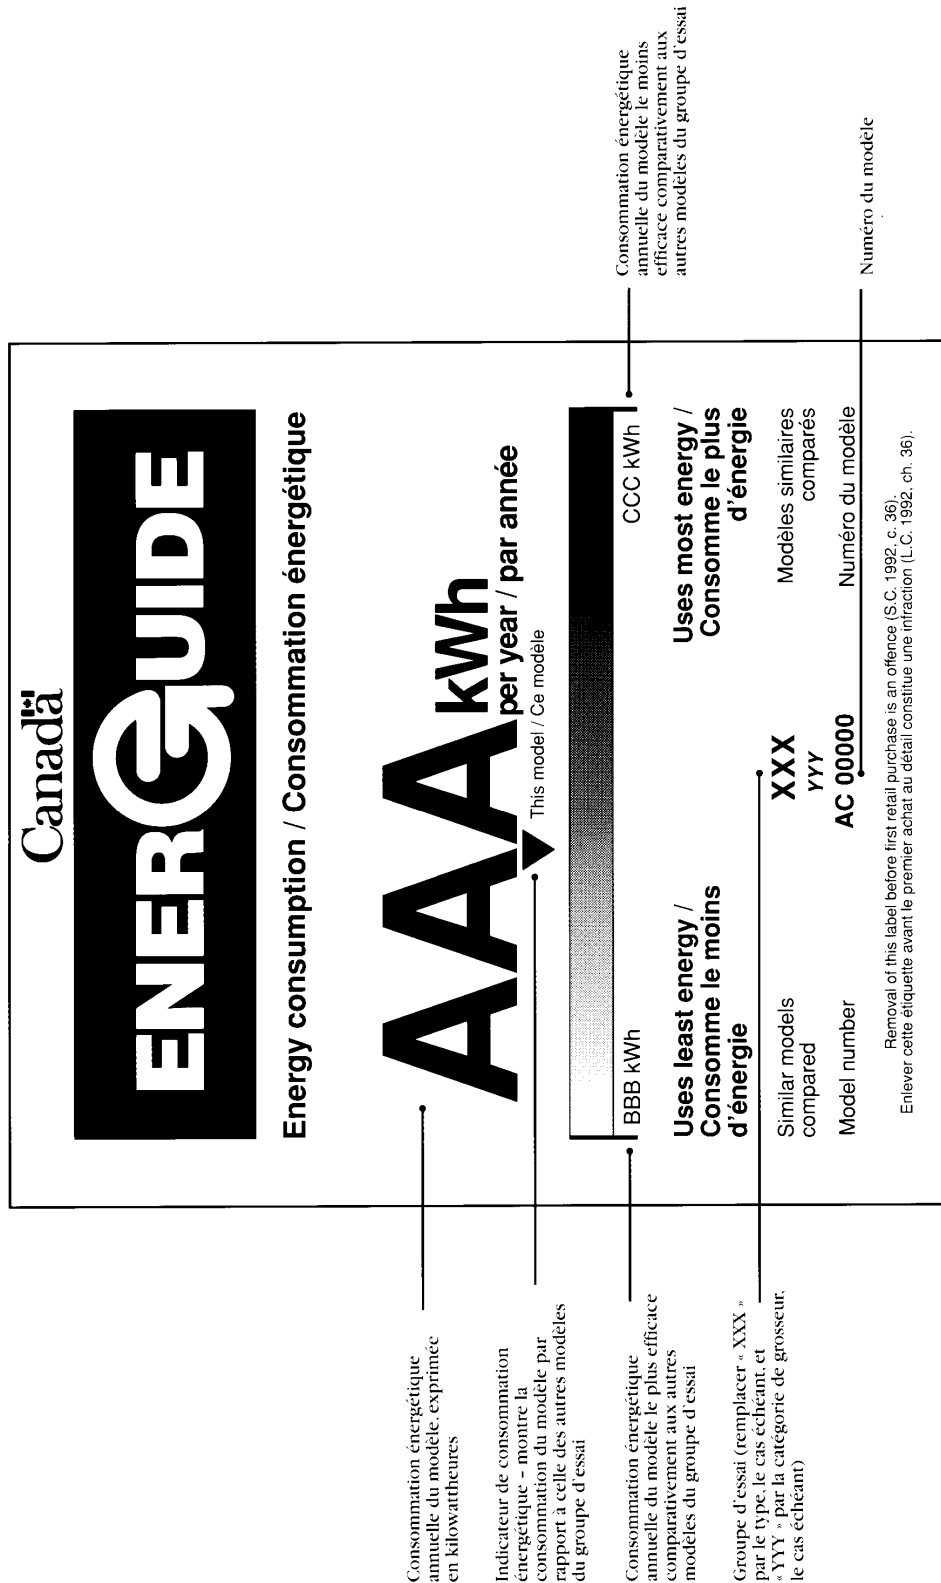 Canada
ENERGUIDE
Energy consumption / Consommation énergétique
AAA kWh
per year / par année
This model / Ce modèle
BBB kWh
CCC kWh
Uses least energy /
Consomme le moins
d'énergie
Uses most energy /
Consomme le plus
d'énergie
Similar models
compared
XXX
YYY
Modèles similaires
comparés
Model number
AC 00000
Numéro du modèle
Removal of this label before first retail purchase is an offence (S.C. 1992, c. 36).
Enlever cette étiquette avant le premier achat au détail constitue une infraction (L.C. 1992, ch. 36).
Consommation énergétique
annuelle du modèle, exprimée
en kilowattheures
Indicateur de consommation
énergétique – montre la
consommation du modèle par
rapport à celle des autres modèles
du groupe d'essai
Consommation énergétique
annuelle du modèle le plus efficace
comparativement aux autres
modèles du groupe d'essai
Groupe d'essai (remplacer « XXX »
par le type, le cas échéant, et
« YYY » par la catégorie de grosseur,
le cas échéant)
Consommation énergétique
annuelle du modèle le moins
efficace comparativement aux
autres modèles du groupe d'essai
Numéro du modèle